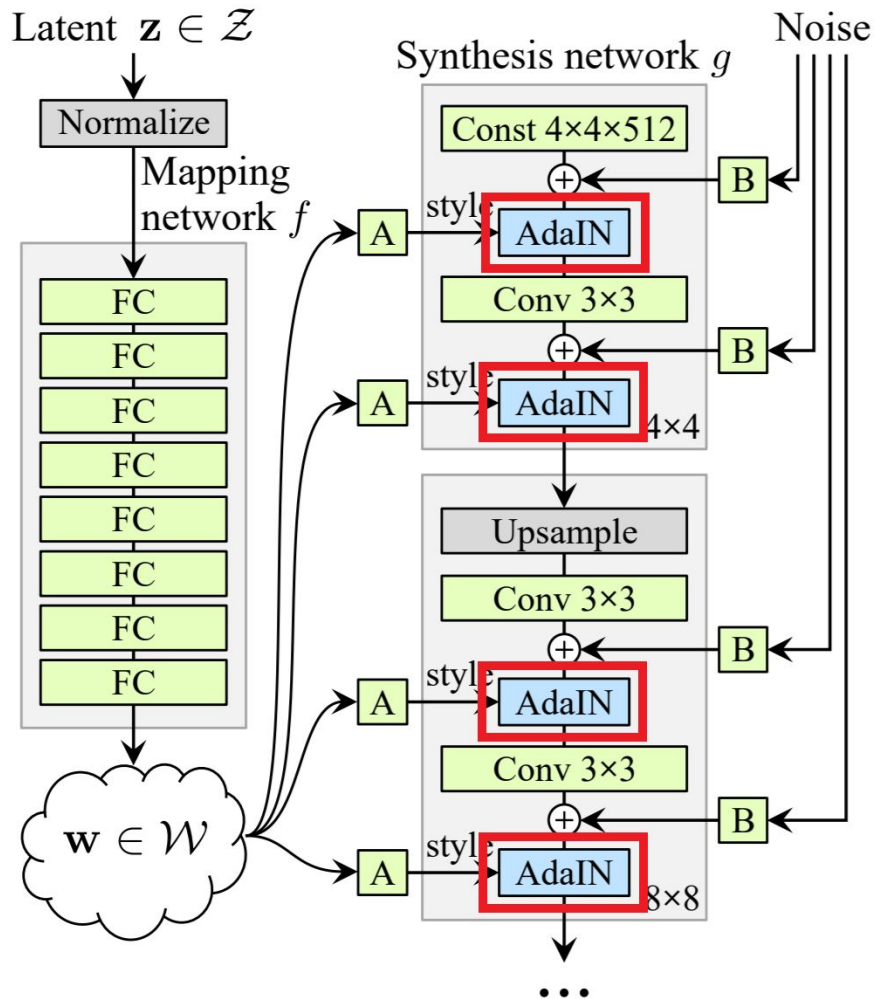 Latent z ∈ 𝒵
Normalize
Mapping
network f
FC
FC
FC
FC
FC
FC
FC
FC
w ∈ 𝒲
Noise
Synthesis network g
Const 4×4×512
B
A
style
AdaIN
Conv 3×3
B
A
style
AdaIN
4×4
Upsample
Conv 3×3
B
A
style
AdaIN
Conv 3×3
B
A
style
AdaIN
8×8
...